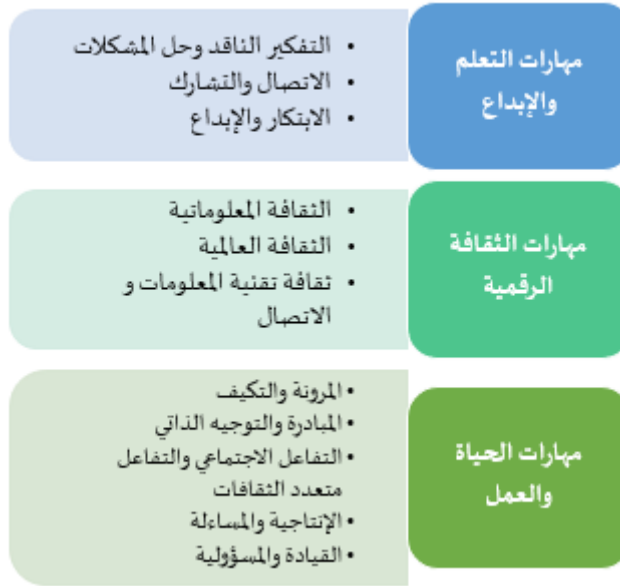 مهارات التعلم
والإبداع
• التفكير الناقد وحل المشكلات
• الاتصال والتشارك
• الابتكار والإبداع
مهارات الثقافة
الرقمية
• الثقافة المعلوماتية
• الثقافة العالمية
• ثقافة تقنية المعلومات و
الاتصال
مهارات الحياة
والعمل
• المرونة والتكيف
• المبادرة والتوجيه الذاتي
• التفاعل الاجتماعي والتفاعل
متعدد الثقافات
• الإنتاجية والمساءلة
• القيادة والمسؤولية